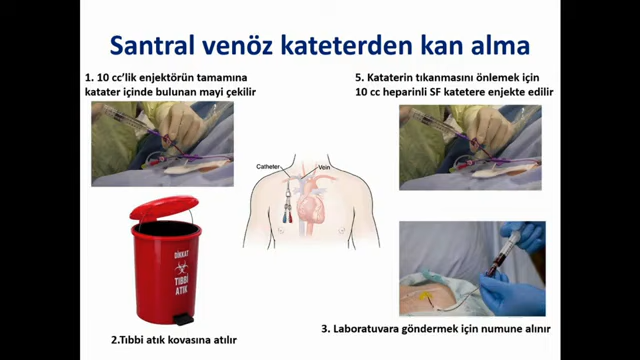 Santral venöz kateterden kan alma
1. 10 cc'lik enjektörün tamamına
katater içinde bulunan mayi çekilir
5. Kataterin tıkanmasını önlemek için
10 cc heparinli SF katetere enjekte edilir
Catheter
Vein
DİKKAT
TIBBİ
ATIK
2.Tıbbi atık kovasına atılır
3. Laboratuvara göndermek için numune alınır